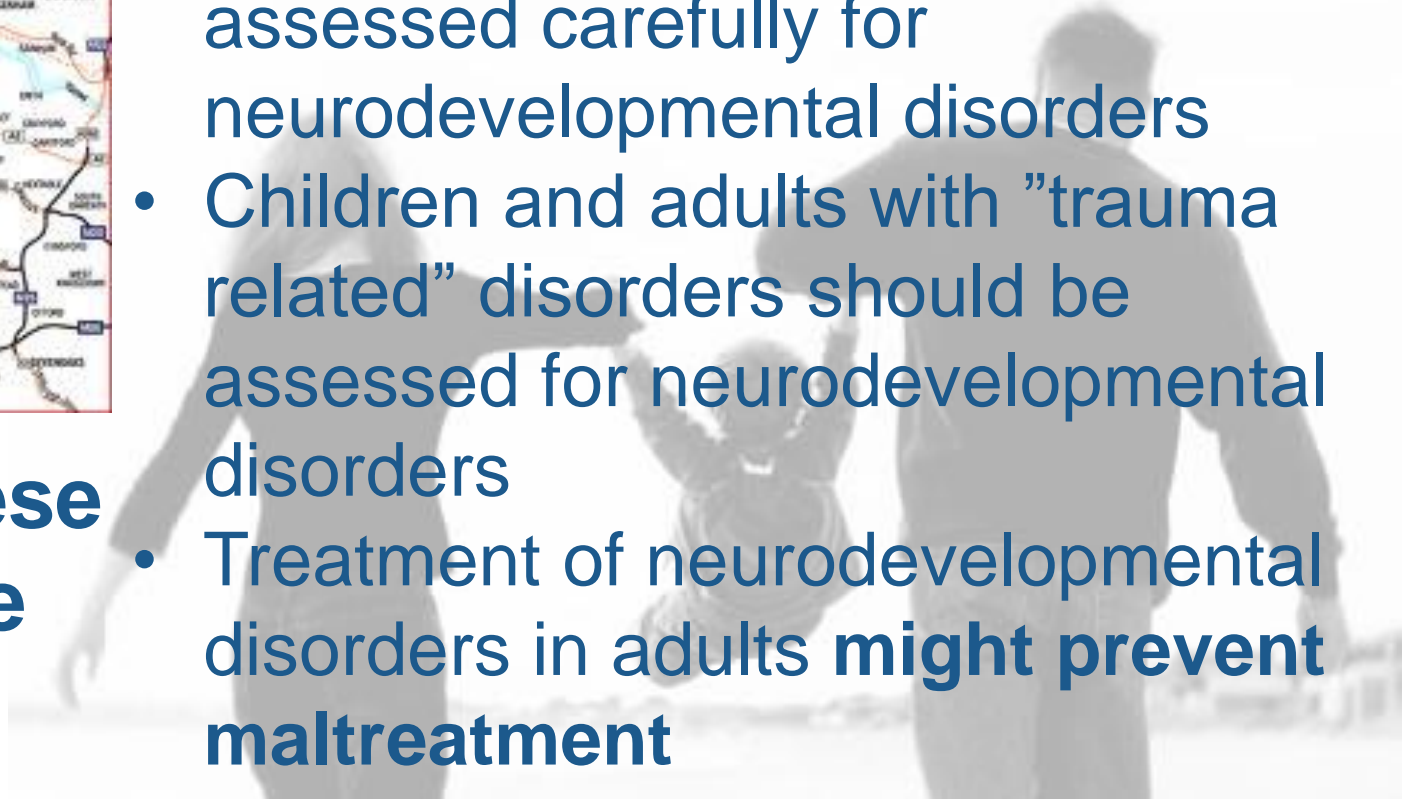 assessed carefully for
neurodevelopmental disorders
• Children and adults with ”trauma
related” disorders should be
assessed for neurodevelopmental
disorders
• Treatment of neurodevelopmental
disorders in adults might prevent
maltreatment
ese
e